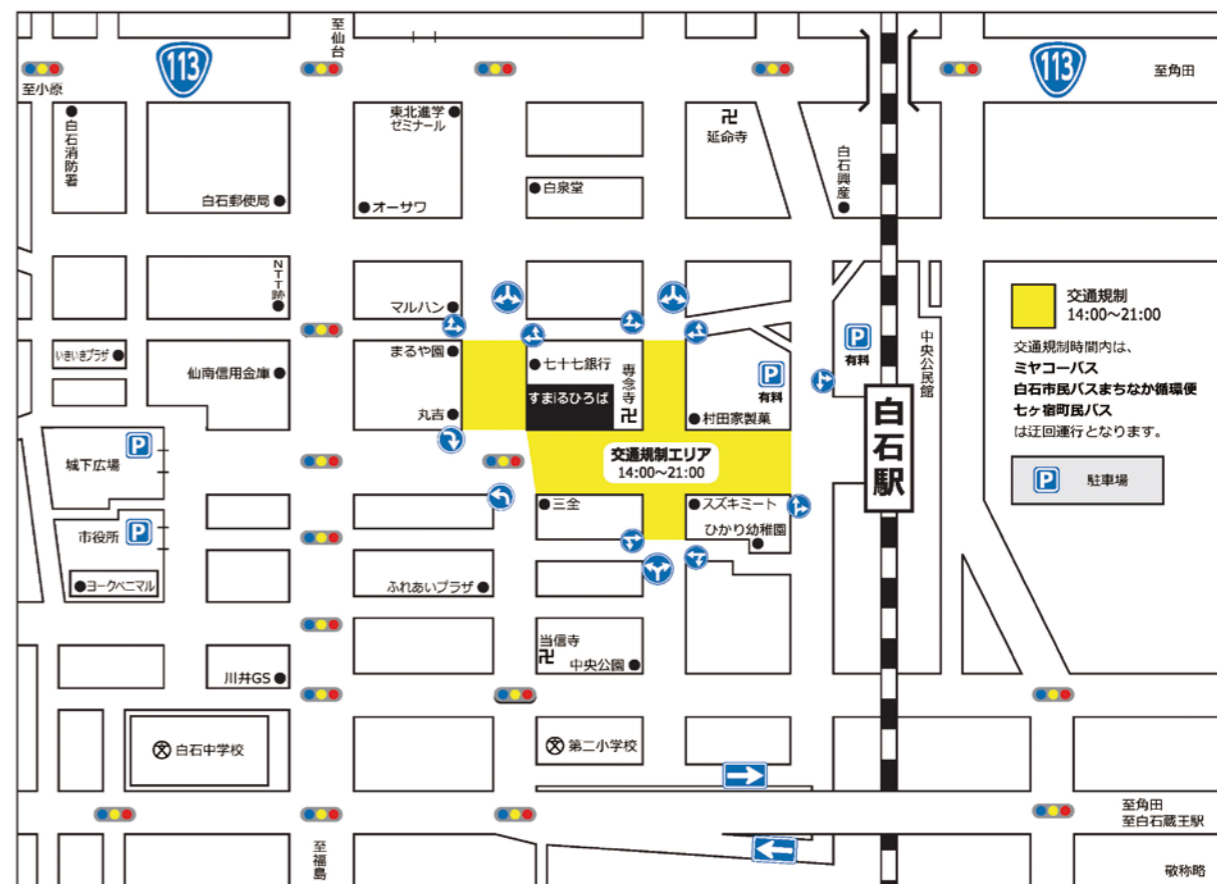 至仙台
113
113
至小原
至角田
白石消防署
東北進学
ゼミナール
卍
延命寺
白石興産
白石郵便局
オーサワ
白泉堂
NTT跡
マルハン
いきいきプラザ
仙南信用金庫
まるや園
七十七銀行
専念寺
卍
すまiるひろば
丸吉
P
有料
村田家製菓
P
有料
中央公民館
白石駅
交通規制
14:00〜21:00
交通規制時間内は、
ミヤコーバス
白石市民バスまちなか循環便
七ヶ宿町民バス
は迂回運行となります。
P
駐車場
城下広場
P
交通規制エリア
14:00〜21:00
市役所
P
三全
スズキミート
ひかり幼稚園
ヨークベニマル
ふれあいプラザ
当信寺
卍
中央公園
川井GS
文
白石中学校
文
第二小学校
至福島
至角田
至白石蔵王駅
敬称略